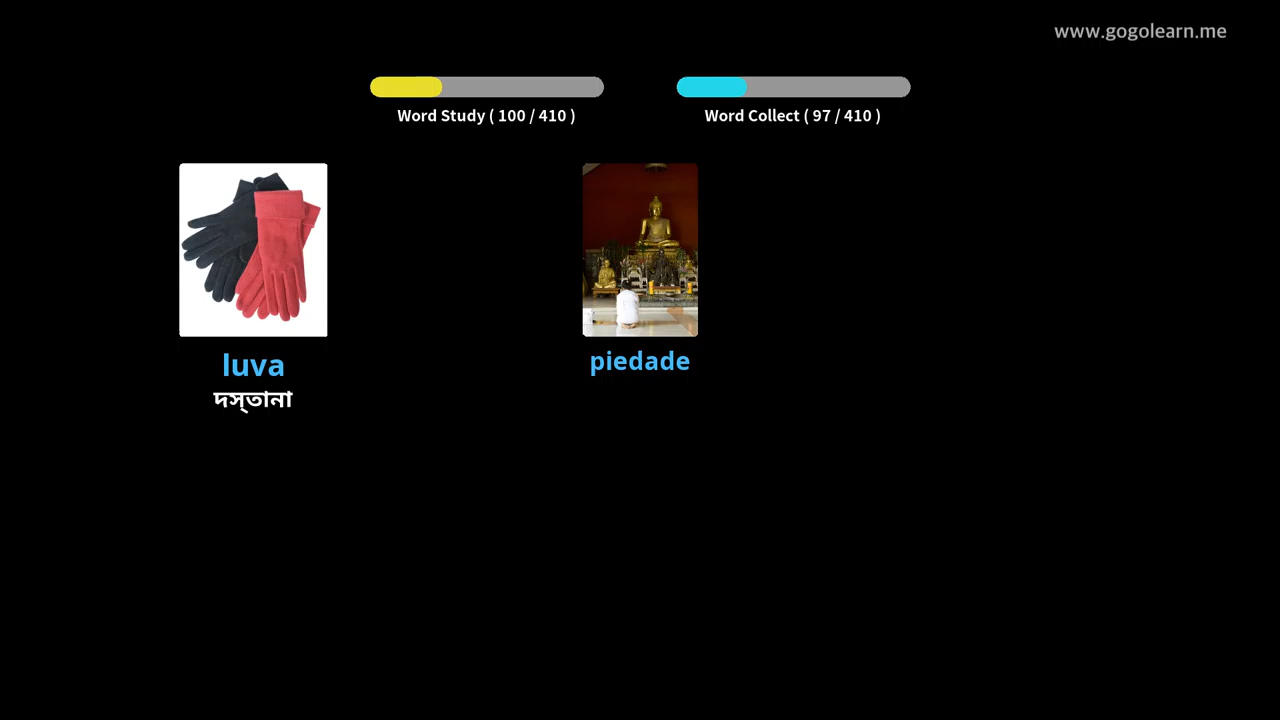 www.gogolearn.me
Word Study ( 100 / 410 )
Word Collect ( 97 / 410 )
luva
দস্তানা
piedade